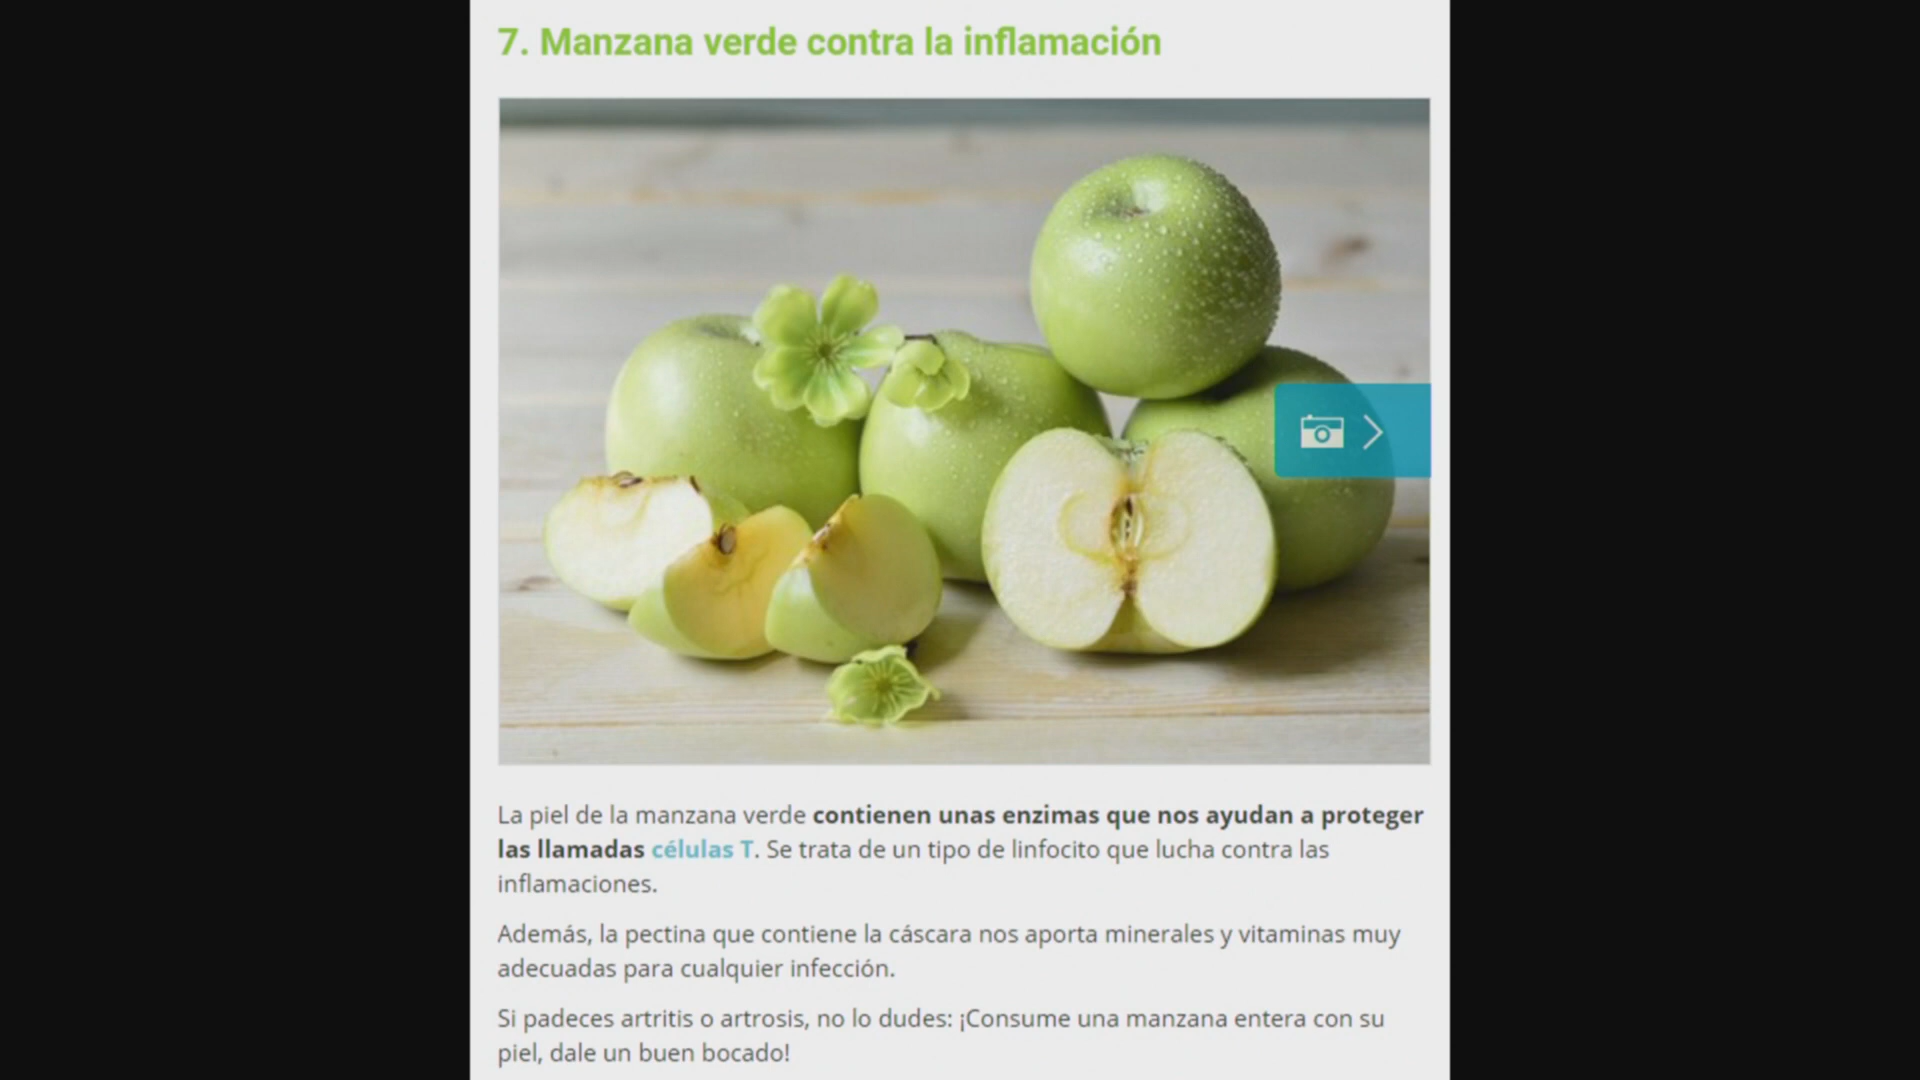 7. Manzana verde contra la inflamación
La piel de la manzana verde contienen unas enzimas que nos ayudan a proteger
las llamadas células T. Se trata de un tipo de linfocito que lucha contra las
inflamaciones.
Además, la pectina que contiene la cáscara nos aporta minerales y vitaminas muy
adecuadas para cualquier infección.
Si padeces artritis o artrosis, no lo dudes: ¡Consume una manzana entera con su
piel, dale un buen bocado!